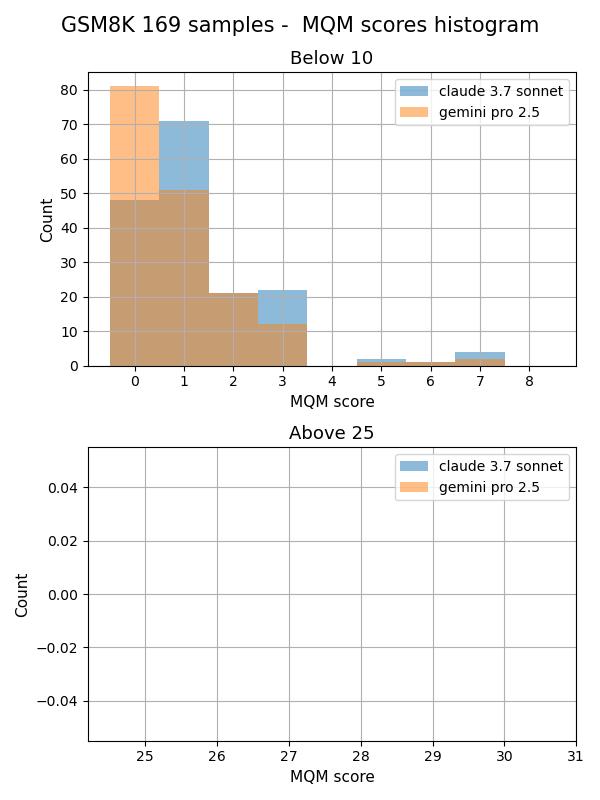 GSM8K 169 samples -  MQM scores histogram
Below 10
claude 3.7 sonnet
gemini pro 2.5
80
70
60
50
40
30
20
10
0
Count
0 1 2 3 4 5 6 7 8
MQM score
Above 25
claude 3.7 sonnet
gemini pro 2.5
0.04
0.02
0.00
−0.02
−0.04
Count
25 26 27 28 29 30 31
MQM score